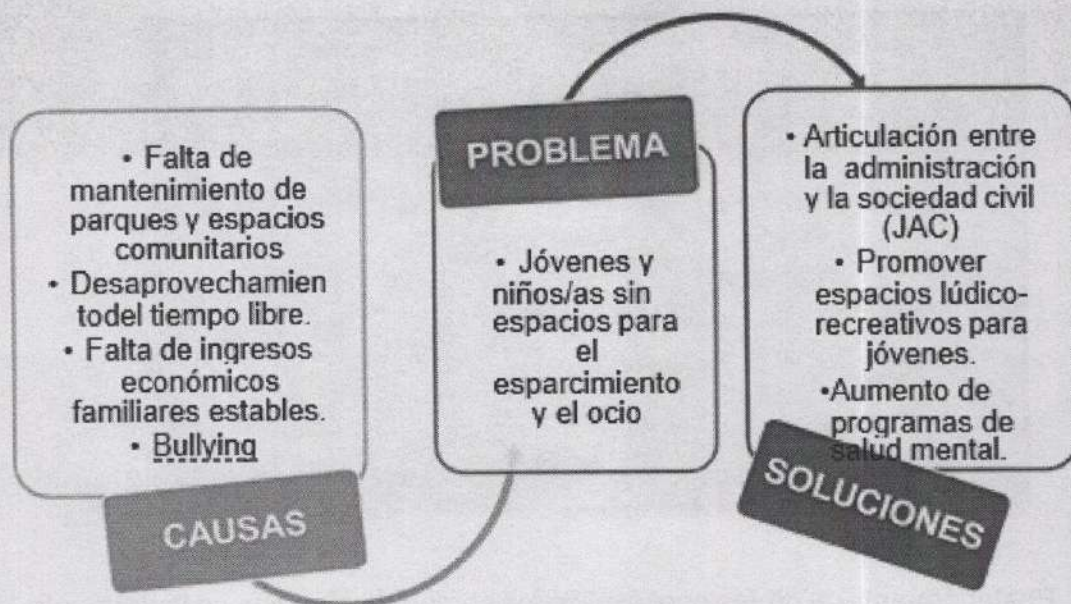 • Falta de
mantenimiento de
parques y espacios
comunitarios
• Desaprovechamien
todel tiempo libre.
• Falta de ingresos
económicos
familiares estables.
• Bullying
CAUSAS
PROBLEMA
• Jóvenes y
niños/as sin
espacios para
el
esparcimiento
y el ocio
• Articulación entre
la administración
y la sociedad civil
(JAC)
• Promover
espacios lúdico-
recreativos para
jóvenes.
•Aumento de
programas de
salud mental.
SOLUCIONES